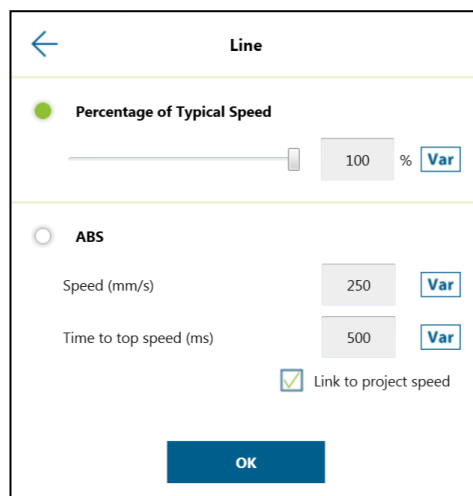 Line
Percentage of Typical Speed
100 % Var
ABS
Speed (mm/s) 250 Var
Time to top speed (ms) 500 Var
Link to project speed
OK